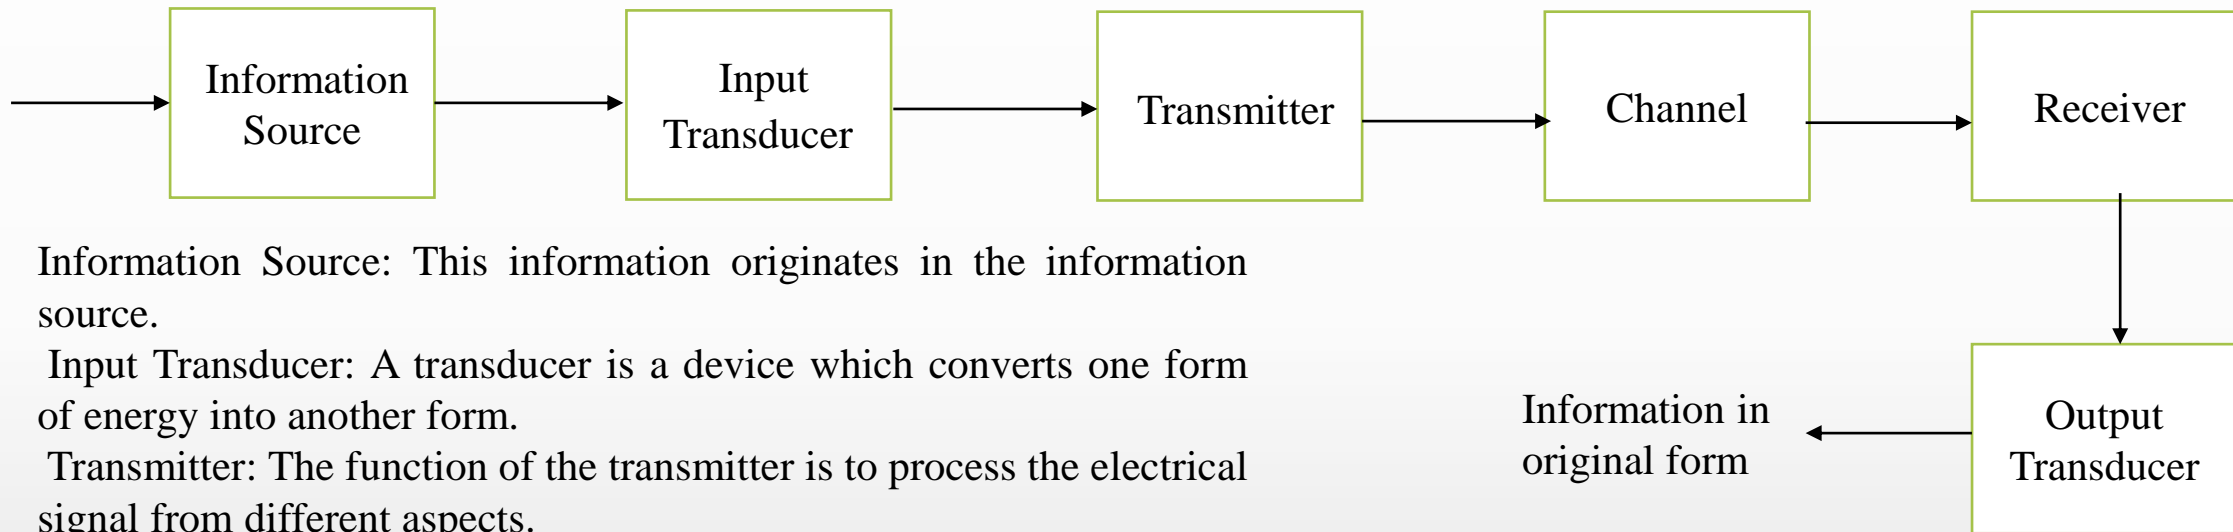 Information
Source
Input
Transducer
Transmitter
Channel
Receiver
Information Source: This information originates in the information
source.
Input Transducer: A transducer is a device which converts one form
of energy into another form.
Transmitter: The function of the transmitter is to process the electrical
signal from different aspects.
Information in
original form
Output
Transducer